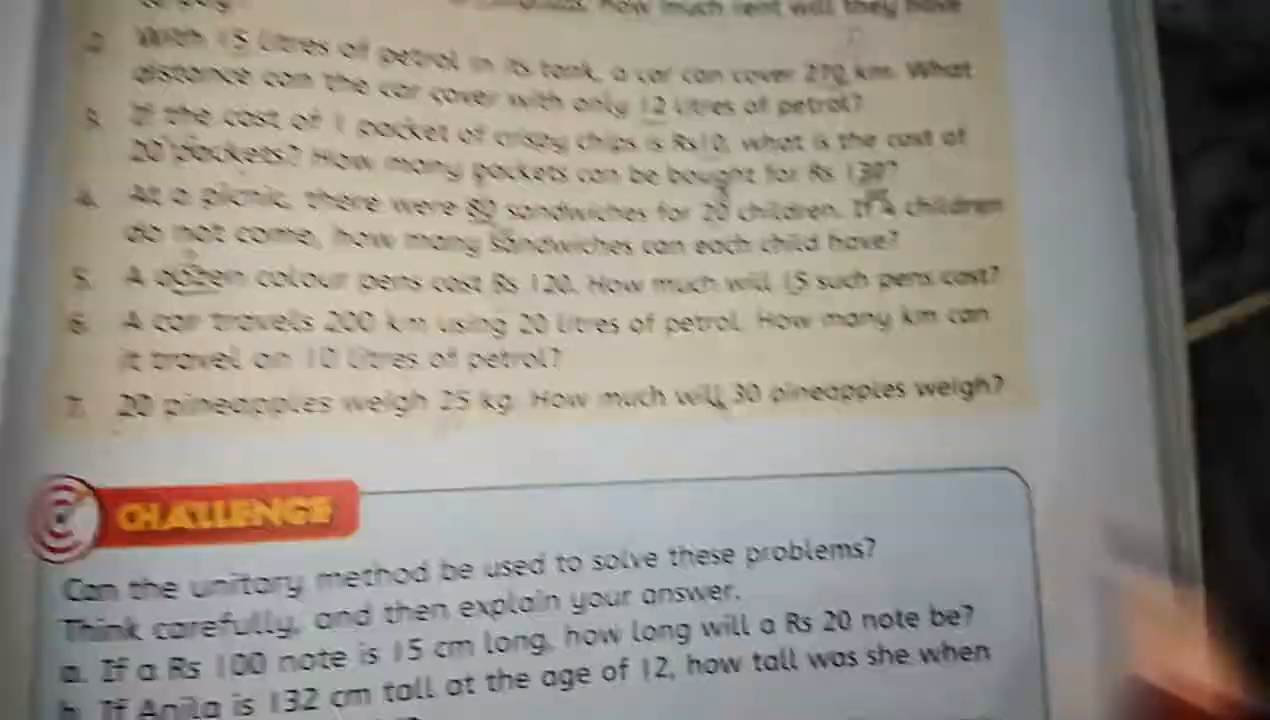 how much rent will they have
2. With 15 litres of petrol in its tank, a car can cover 270 km. What
distance can the car cover with only 12 litres of petrol?
3. If the cost of 1 packet of crispy chips is Rs10, what is the cost of
20 packets? How many packets can be bought for Rs 130?
4. At a picnic, there were 80 sandwiches for 20 children. If 4 children
do not come, how many sandwiches can each child have?
5. A dozen colour pens cost Rs 120. How much will 15 such pens cost?
6. A car travels 200 km using 20 litres of petrol. How many km can
it travel on 10 litres of petrol?
7. 20 pineapples weigh 25 kg. How much will 30 pineapples weigh?
CHALLENGE
Can the unitary method be used to solve these problems?
Think carefully, and then explain your answer.
a. If a Rs 100 note is 15 cm long, how long will a Rs 20 note be?
b. If Anila is 132 cm tall at the age of 12, how tall was she when